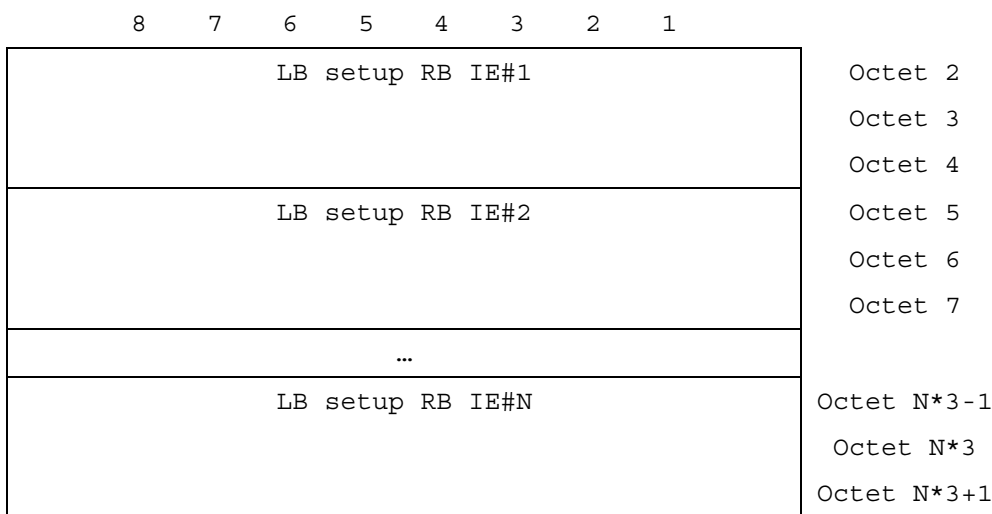 8 7 6 5 4 3 2 1
LB setup RB IE#1 Octet 2
Octet 3
Octet 4
LB setup RB IE#2 Octet 5
Octet 6
Octet 7
…
LB setup RB IE#N Octet N*3-1
Octet N*3
Octet N*3+1